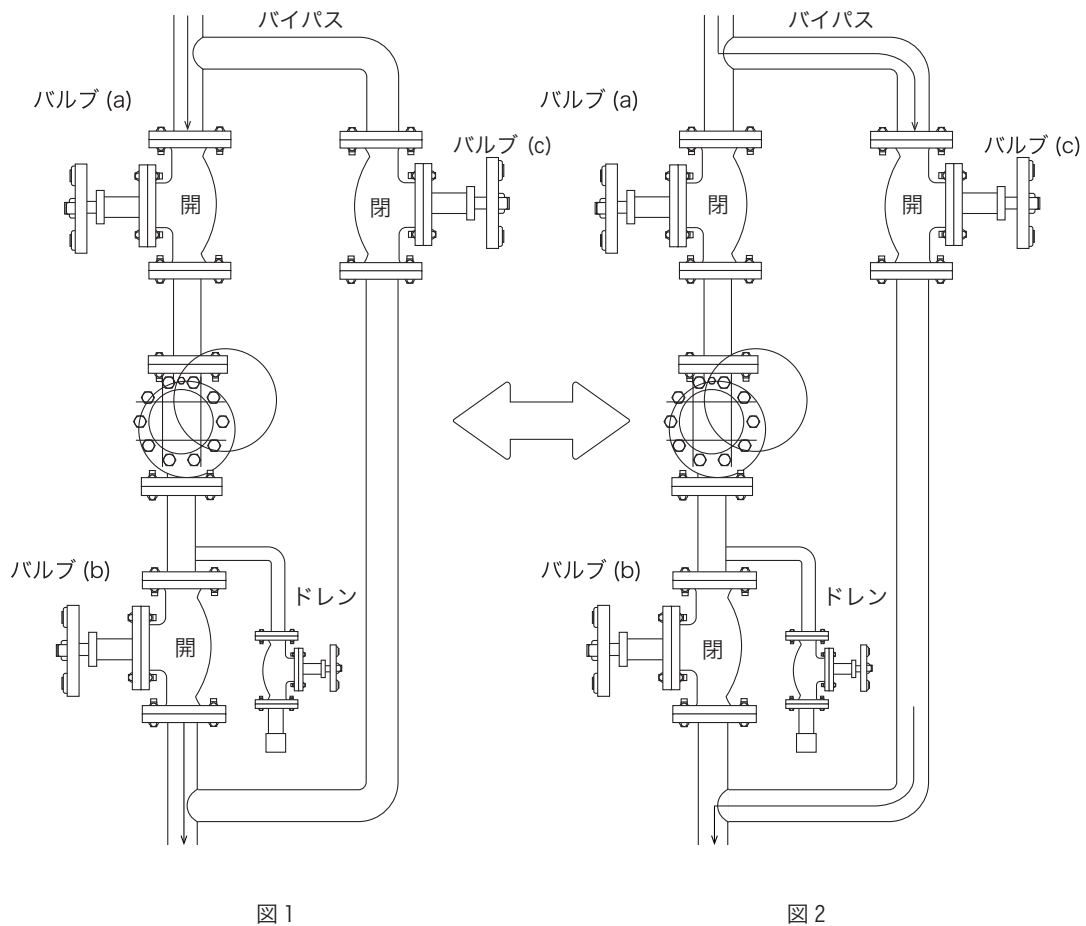 バイパス
バルブ (a)
バルブ (c)
開
閉
バルブ (b)
ドレン
開
図 1
バイパス
バルブ (a)
バルブ (c)
閉
開
バルブ (b)
ドレン
閉
図 2